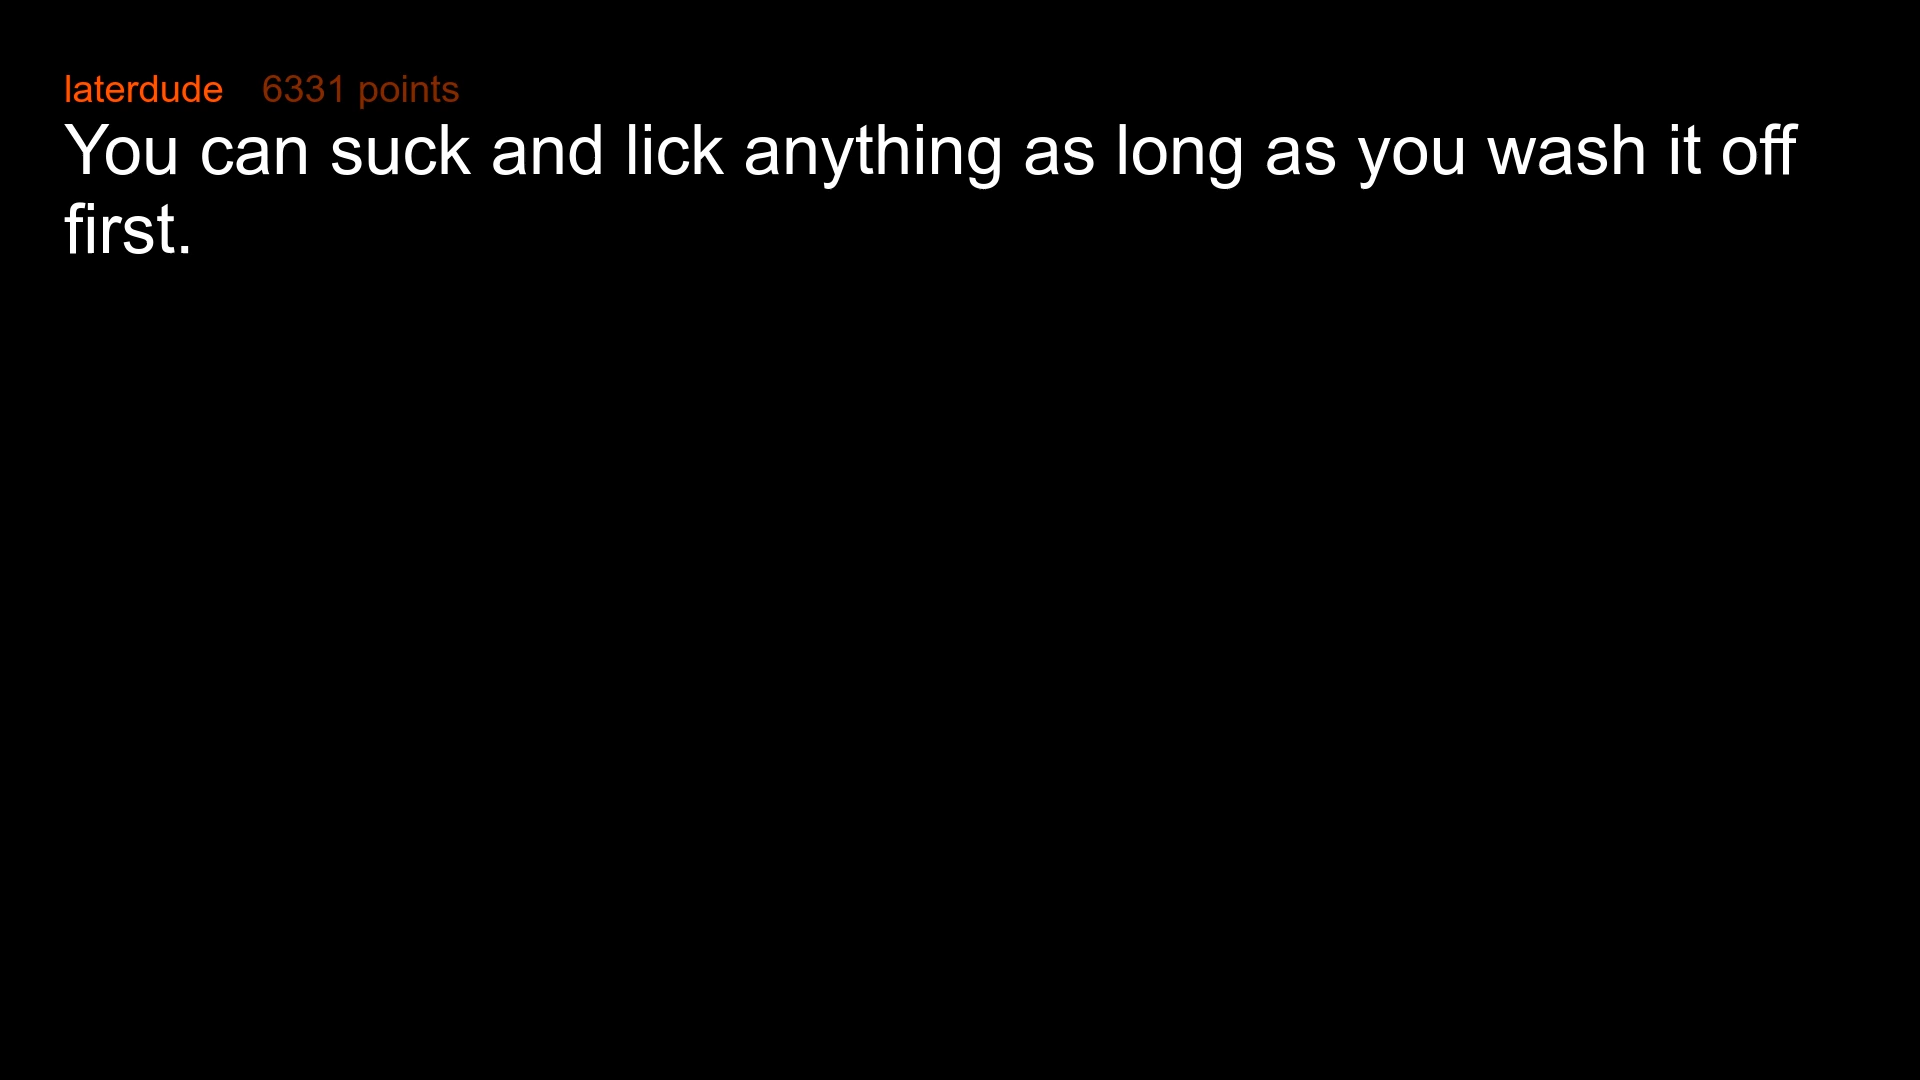 laterdude 6331 points
You can suck and lick anything as long as you wash it off
first.